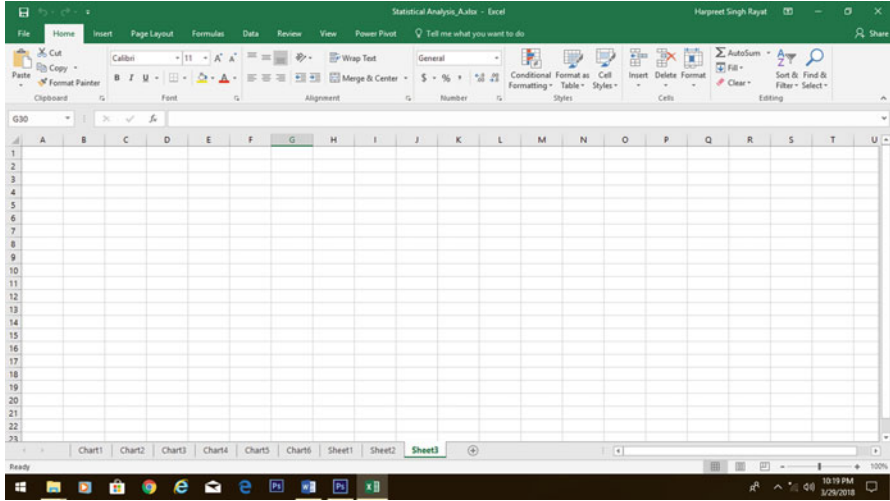 Statistical Analysis_A.xlsx - Excel
Harpreet Singh Rayat
File Home Insert Page Layout Formulas Data Review View Power Pivot Tell me what you want to do Share
Paste
Cut
Copy
Format Painter
Clipboard
Calibri 11
B I U
Font
Wrap Text
Merge & Center
Alignment
General
$ % ,
Number
Conditional Formatting
Format as Table
Cell Styles
Styles
Insert Delete Format
Cells
AutoSum
Fill
Clear
Sort & Filter
Find & Select
Editing
G30 fx
A B C D E F G H I J K L M N O P Q R S T U
1
2
3
4
5
6
7
8
9
10
11
12
13
14
15
16
17
18
19
20
21
22
23
Chart1 Chart2 Chart3 Chart4 Chart5 Chart6 Sheet1 Sheet2 Sheet3
Ready 100%
Ps Ps
10:19 PM
3/29/2018